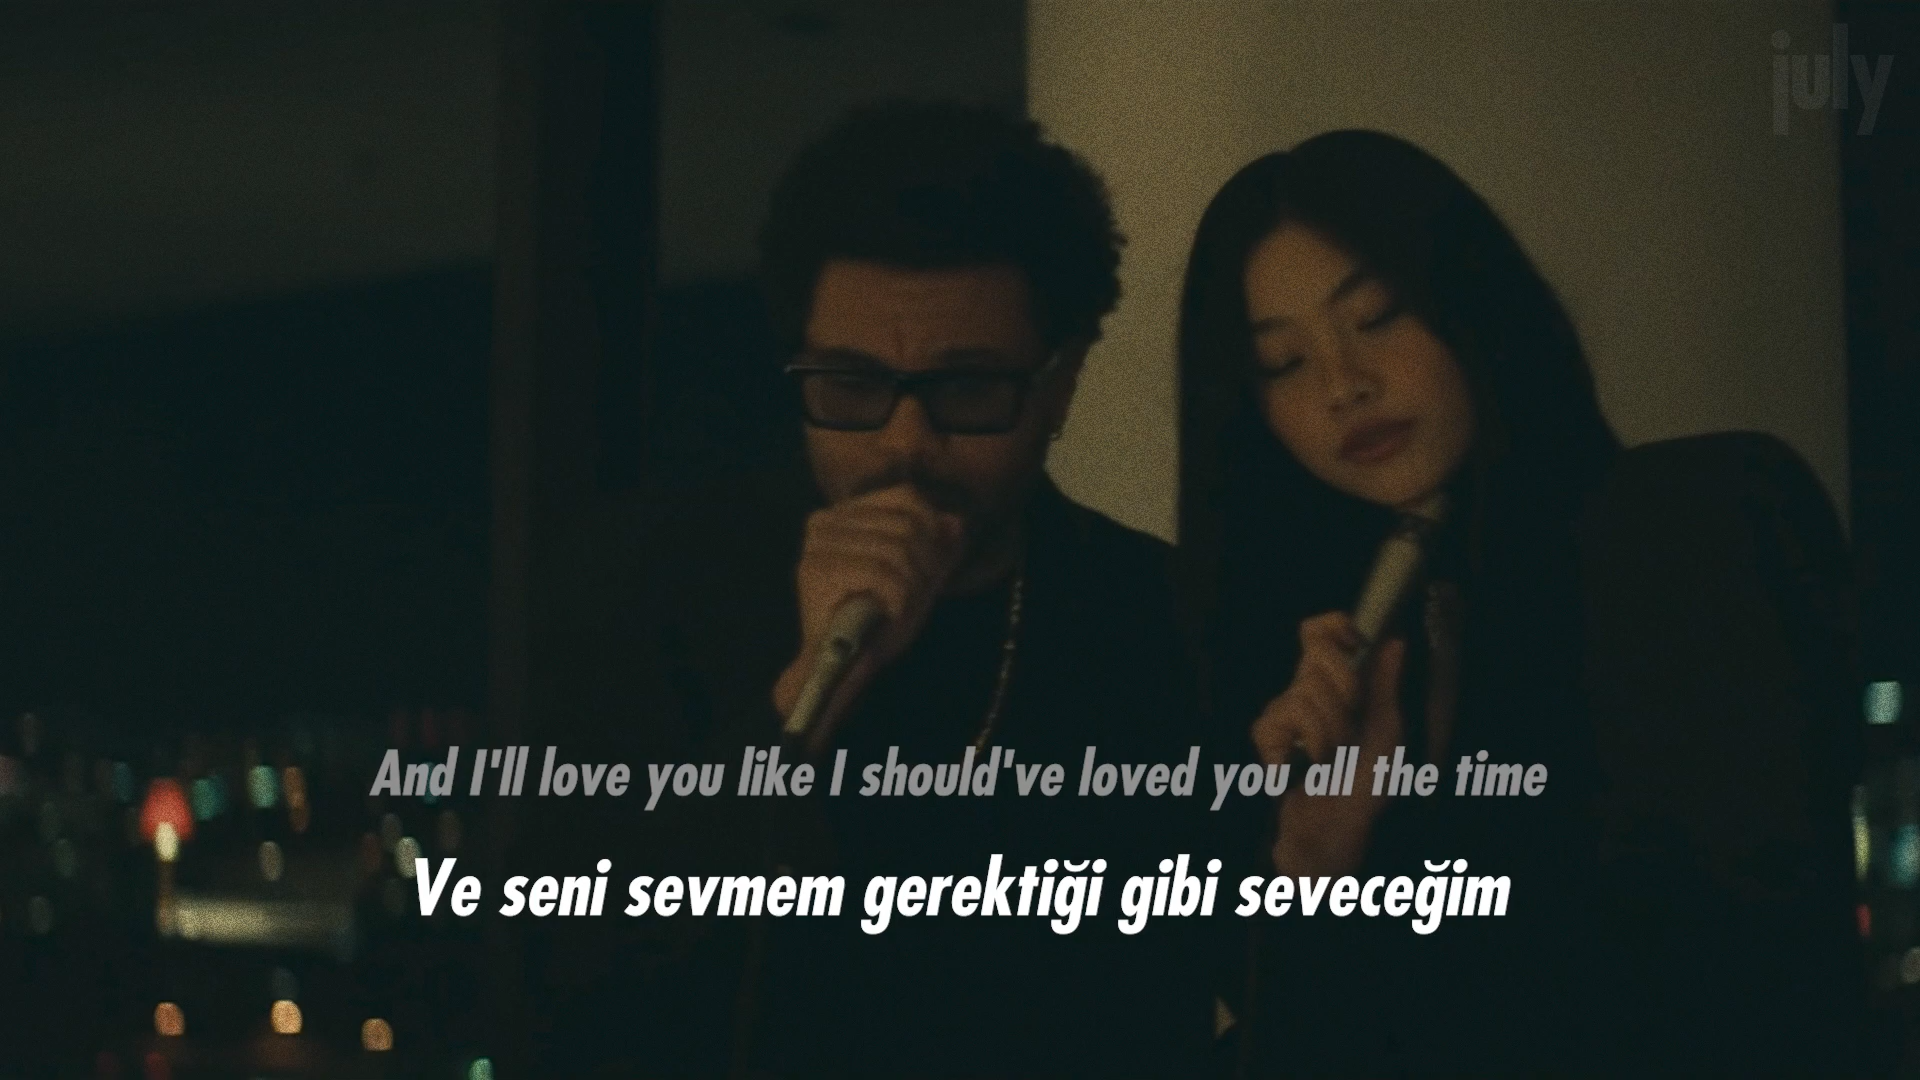 july
And I'll love you like I should've loved you all the time
Ve seni sevmem gerektiği gibi seveceğim